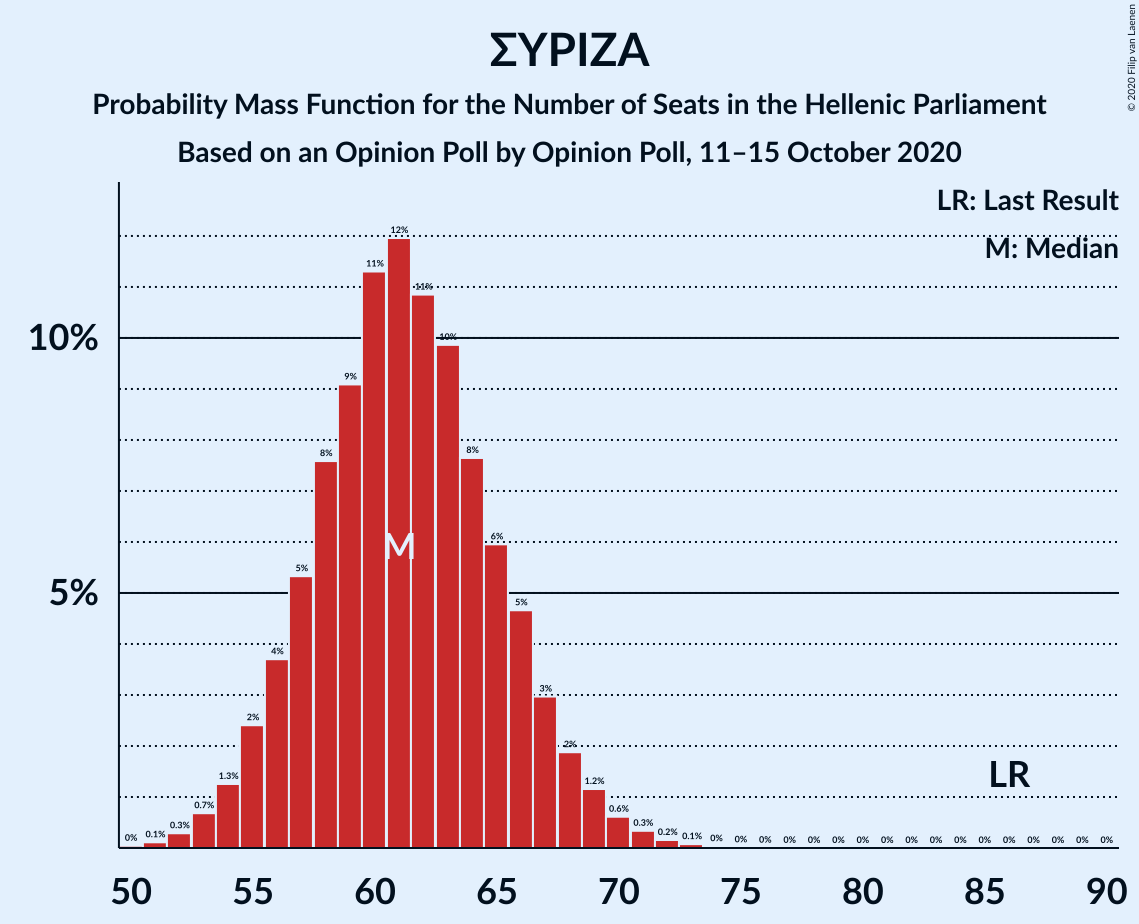 ΣΥΡΙΖΑ
Probability Mass Function for the Number of Seats in the Hellenic Parliament
Based on an Opinion Poll by Opinion Poll, 11–15 October 2020
© 2020 Filip van Laenen
LR: Last Result
M: Median
10%
5%
0% 0.1% 0.3% 0.7% 1.3% 2% 4% 5% 8% 9% 11% 12% 11% 10% 8% 6% 5% 3% 2% 1.2% 0.6% 0.3% 0.2% 0.1% 0% 0% 0% 0% 0% 0% 0% 0% 0% 0% 0% 0% 0% 0% 0% 0% 0%
M
LR
50 55 60 65 70 75 80 85 90